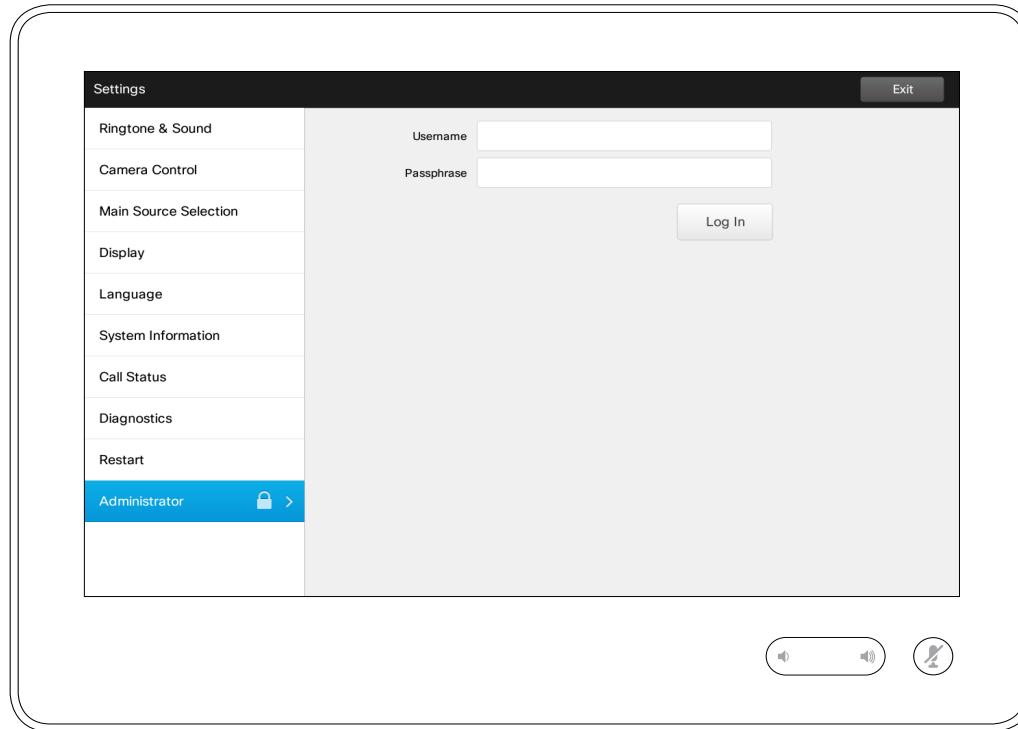 Settings
Exit
Ringtone & Sound
Camera Control
Main Source Selection
Display
Language
System Information
Call Status
Diagnostics
Restart
Administrator
Username
Passphrase
Log In